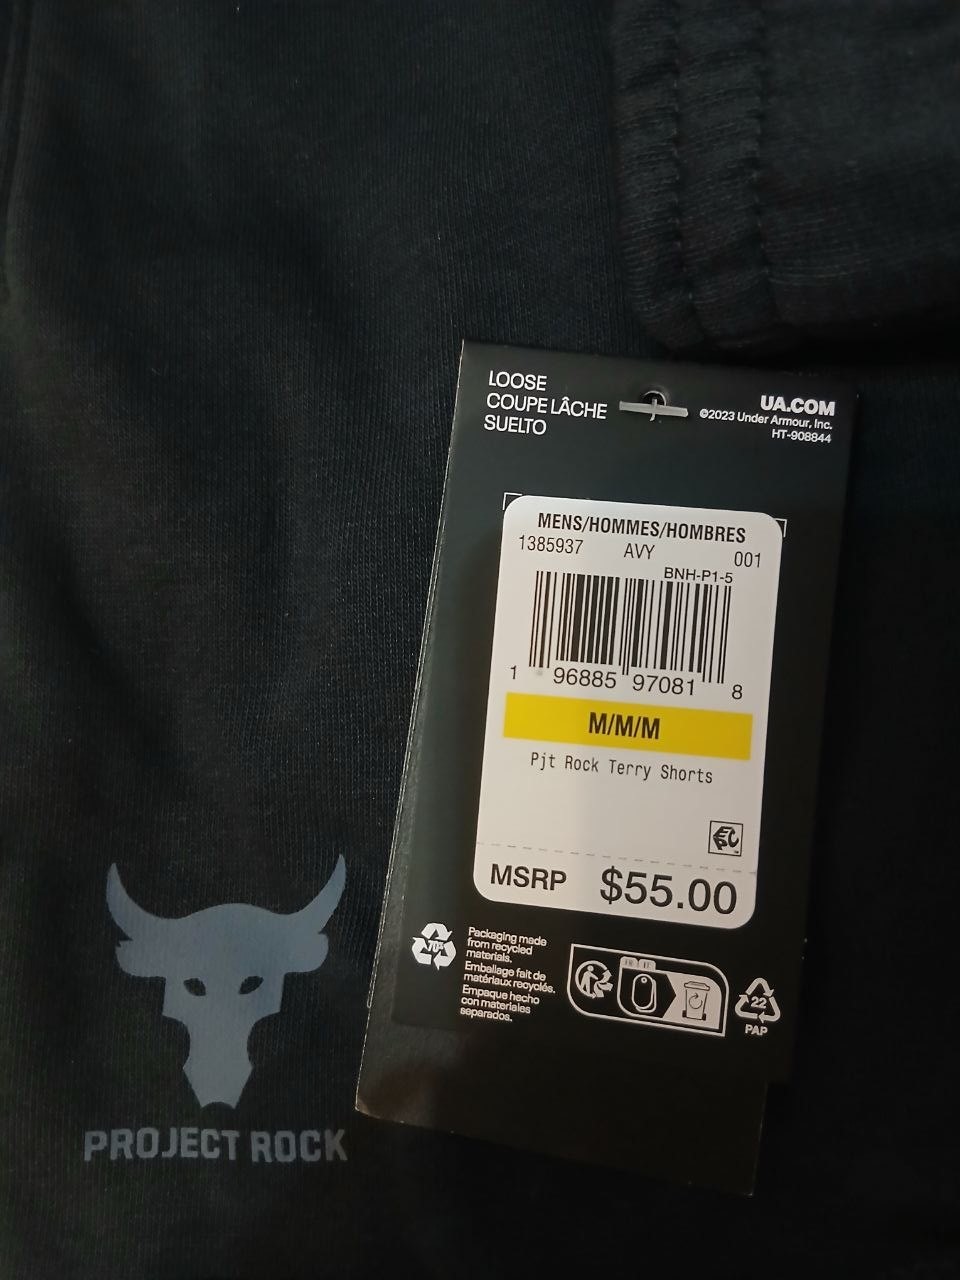 LOOSE
COUPE LÂCHE
SUELTO
UA.COM
©2023 Under Armour, Inc.
HT-908844
MENS/HOMMES/HOMBRES
1385937 AVY 001
BNH-P1-5
1 96885 97081 8
M/M/M
Pjt Rock Terry Shorts
EPC
MSRP $55.00
70%
Packaging made
from recycled
materials.
Emballage fait de
matériaux recyclés.
Empaque hecho
con materiales
separados.
22
PAP
PROJECT ROCK